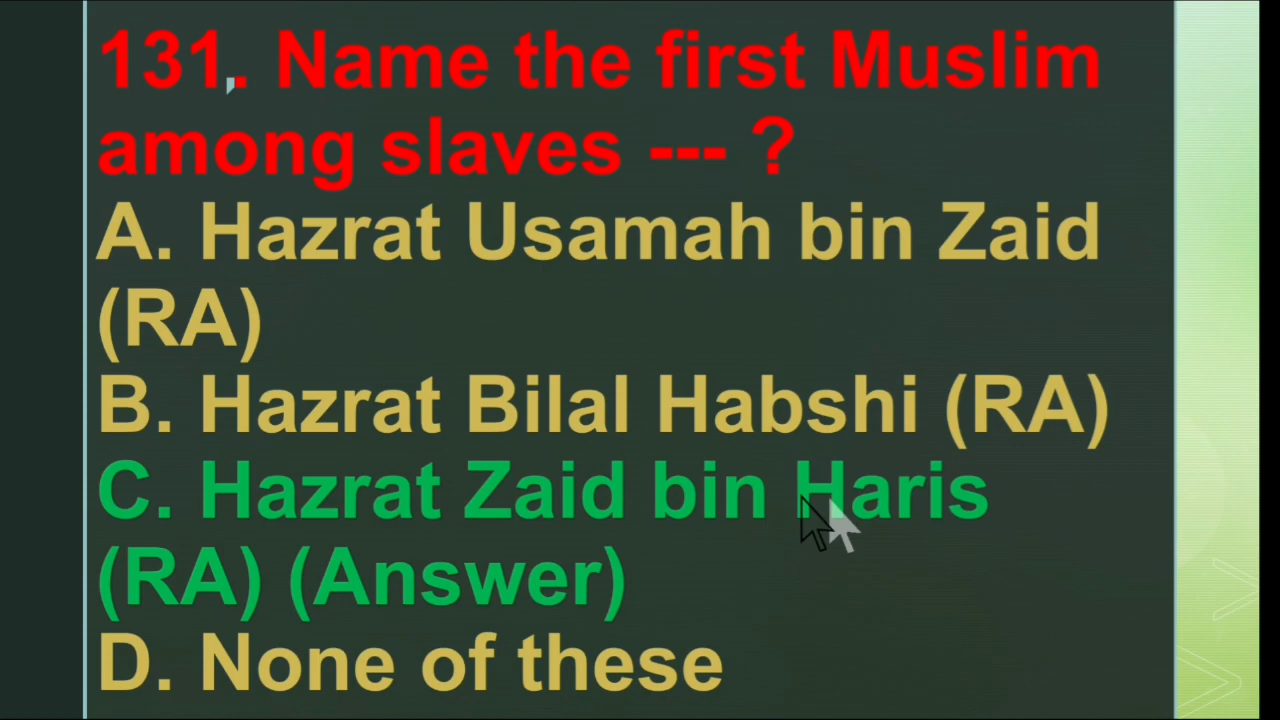 131. Name the first Muslim
among slaves --- ?
A. Hazrat Usamah bin Zaid
(RA)
B. Hazrat Bilal Habshi (RA)
C. Hazrat Zaid bin Haris
(RA) (Answer)
D. None of these